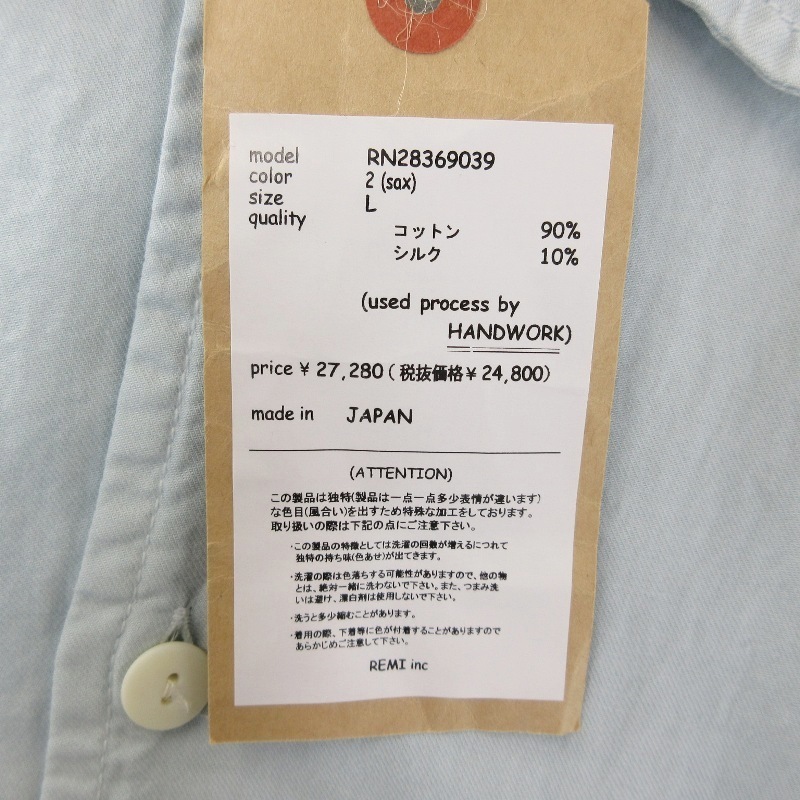 model RN28369039
color 2 (sax)
size L
quality
コットン 90%
シルク 10%
(used process by
HANDWORK)
price ¥ 27,280 ( 税抜価格 ¥ 24,800)
made in JAPAN
(ATTENTION)
この製品は独特(製品は一点一点多少表情が違います)
な色目(風合い)を出すため特殊な加工をしております。
取り扱いの際は下記の点にご注意下さい。
・この製品の特徴としては洗濯の回数が増えるにつれて
独特の持ち味(色あせ)が出てきます。
・洗濯の際は色落ちする可能性がありますので、他の物
とは、絶対一緒に洗わないで下さい。また、つまみ洗
いは避け、漂白剤は使用しないで下さい。
・洗うと多少縮むことがあります。
・着用の際、下着等に色が付着することがありますので
あらかじめご注意して下さい。
REMI inc